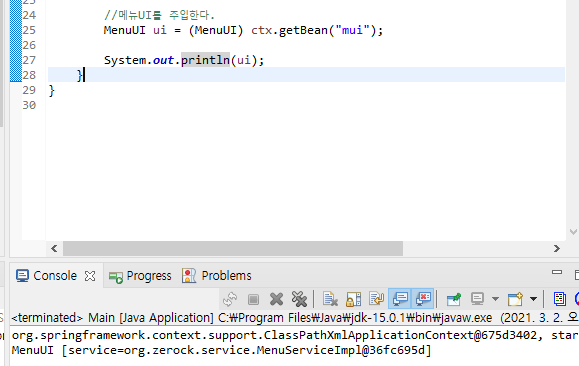 23
24 //메뉴UI를 주입한다.
25 MenuUI ui = (MenuUI) ctx.getBean("mui");
26
27 System.out.println(ui);
28 }
29 }
30
Console Progress Problems
<terminated> Main [Java Application] C:₩Program Files₩Java₩jdk-15.0.1₩bin₩javaw.exe (2021. 3. 2. 오
org.springframework.context.support.ClassPathXmlApplicationContext@675d3402, star
MenuUI [service=org.zerock.service.MenuServiceImpl@36fc695d]